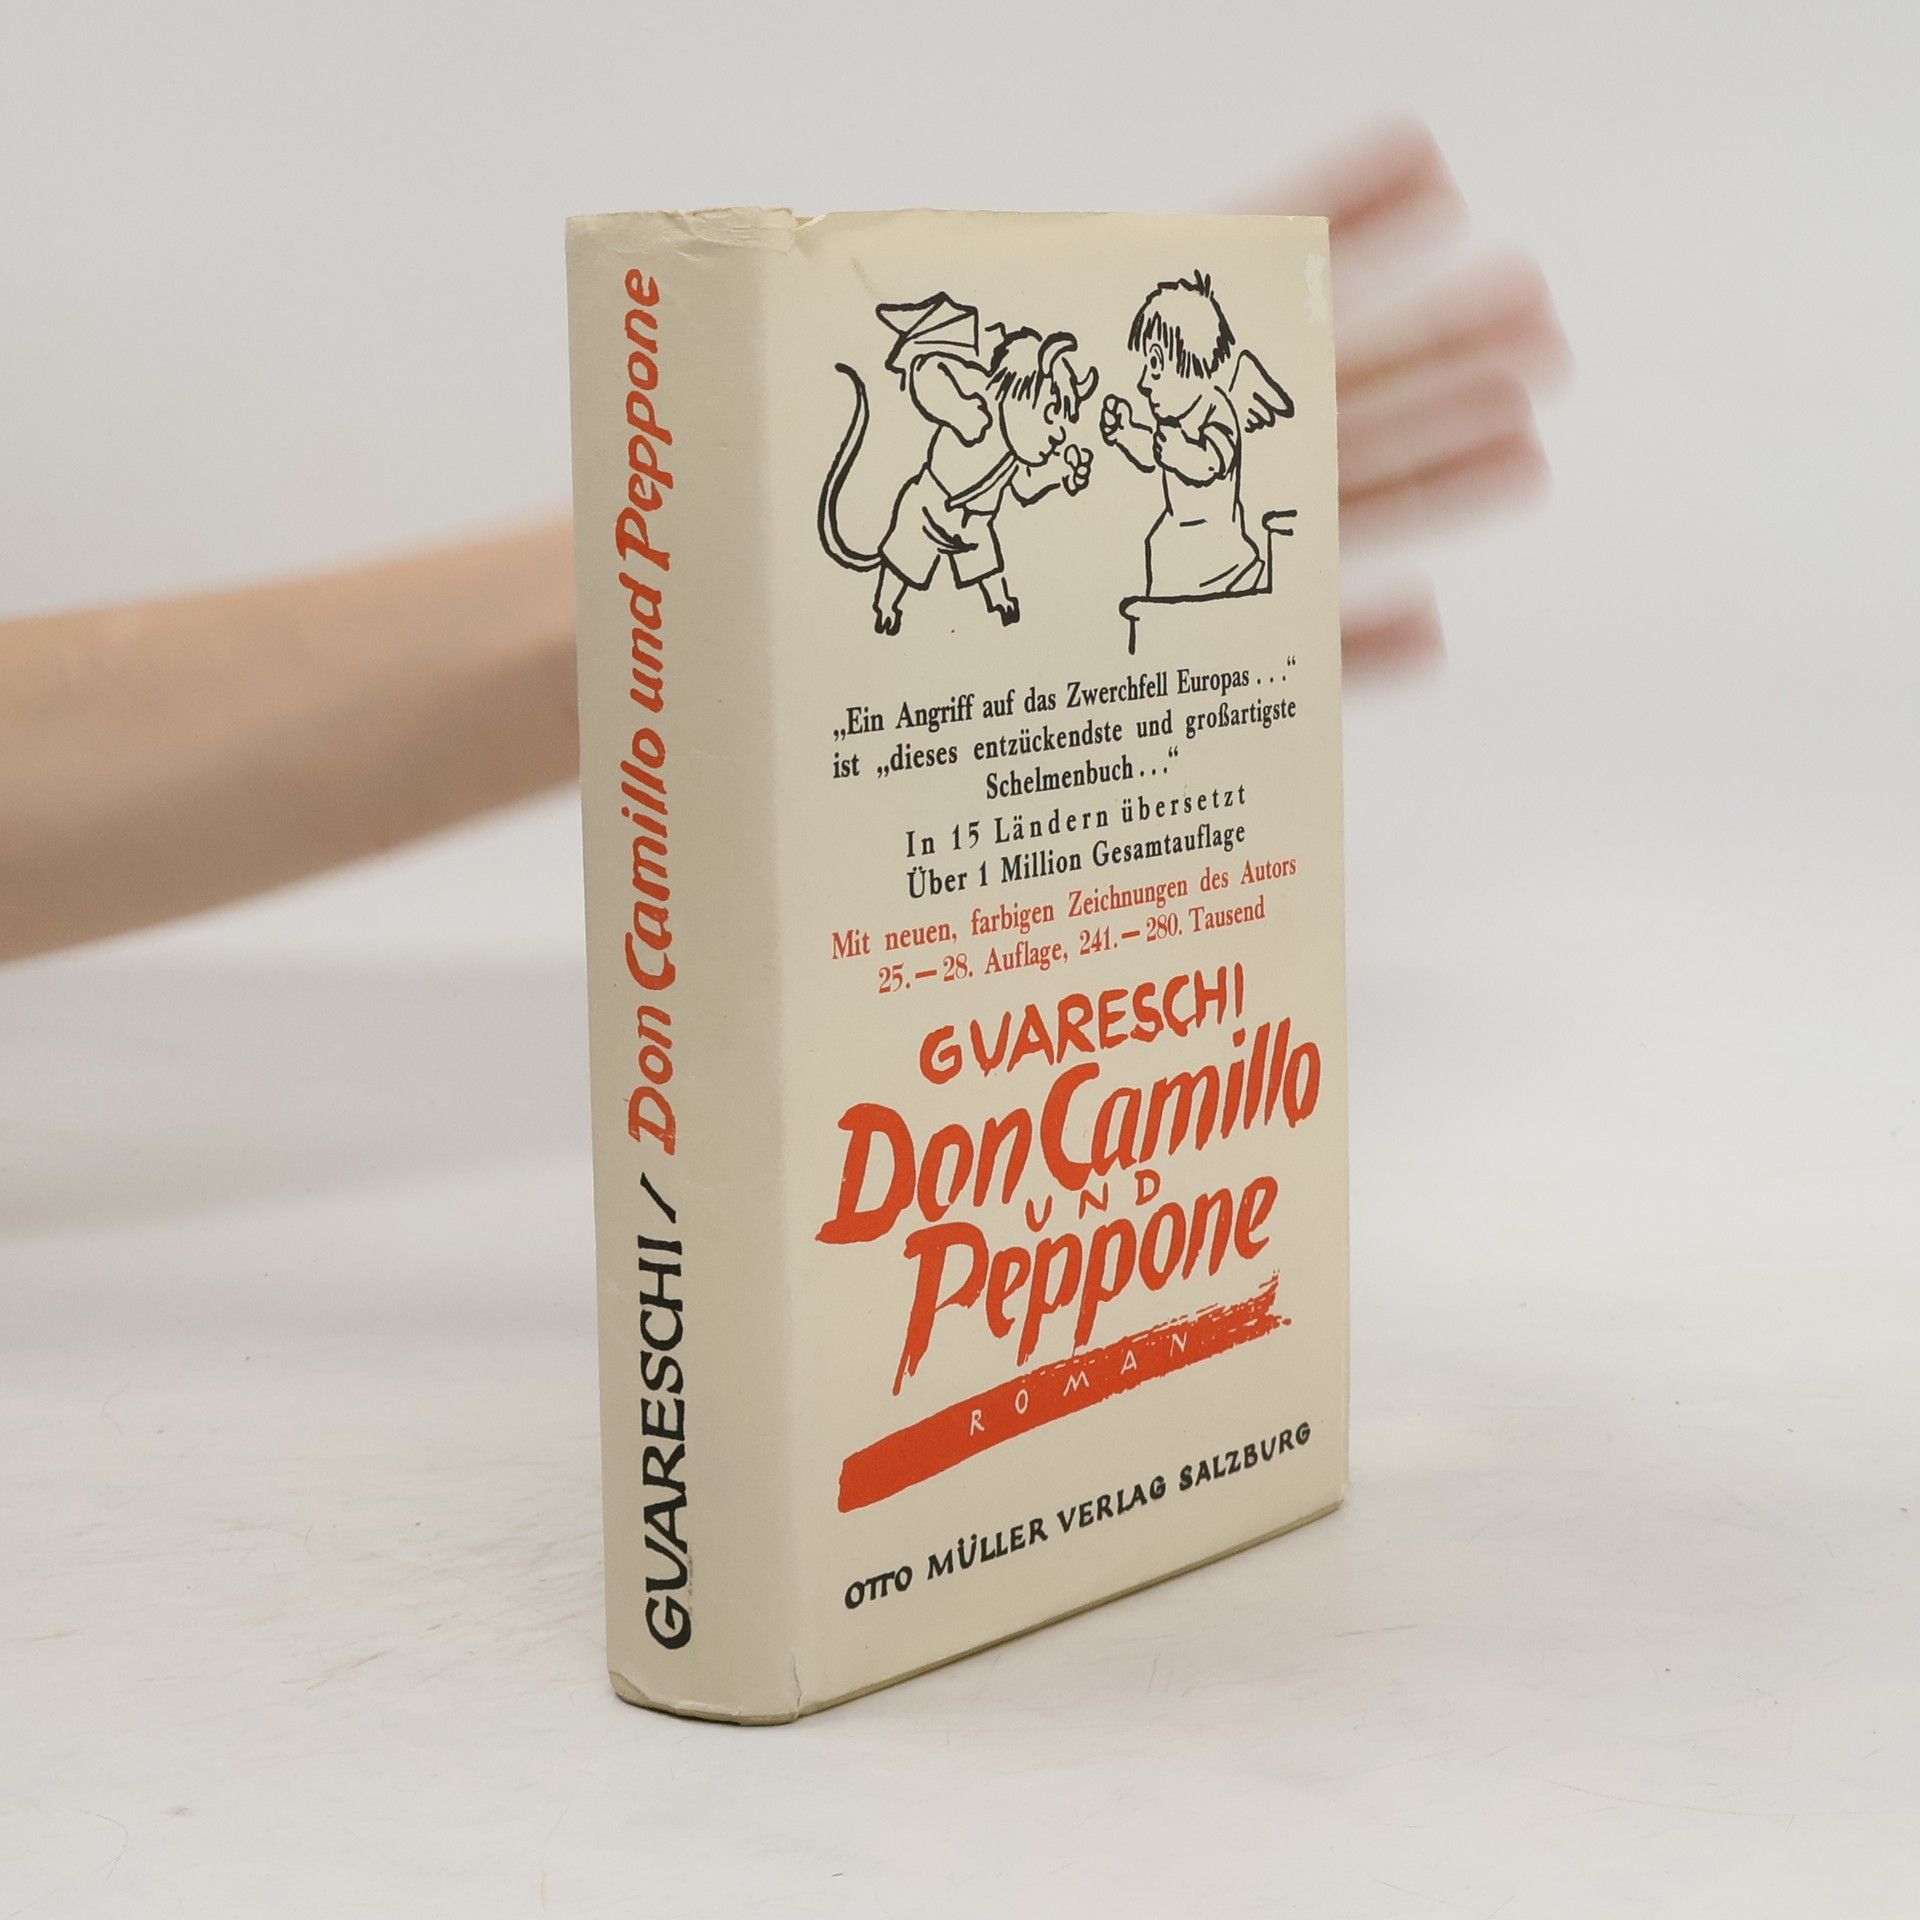 GUARESCHI / Don Camillo und Peppone
„Ein Angriff auf das Zwerchfell Europas . . .“
ist „dieses entzückendste und großartigste
Schelmenbuch . . .“
In 15 Ländern übersetzt
Über 1 Million Gesamtauflage
Mit neuen, farbigen Zeichnungen des Autors
25.—28. Auflage, 241.—280. Tausend
GUARESCHI
Don Camillo
UND
Peppone
ROMAN
OTTO MÜLLER VERLAG SALZBURG